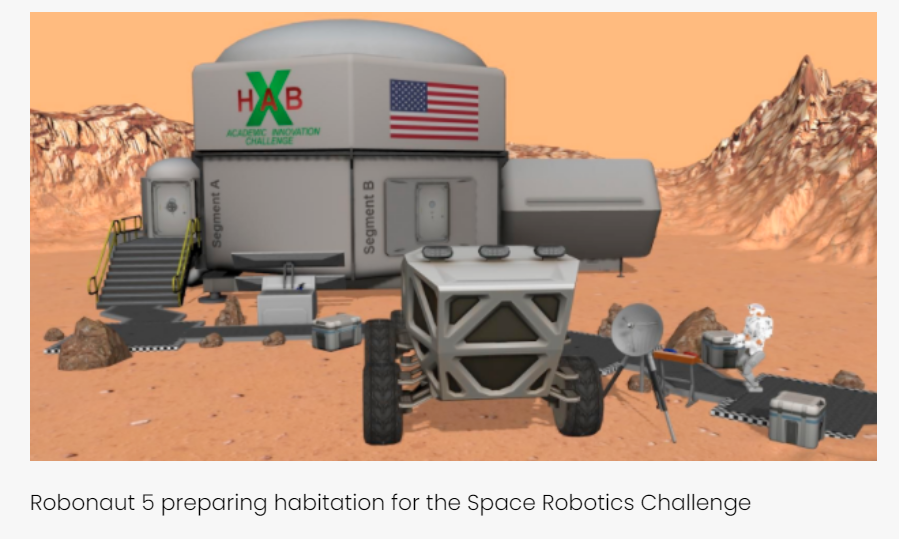 X
HAB
ACADEMIC INNOVATION
CHALLENGE
Segment A
Segment B
Robonaut 5 preparing habitation for the Space Robotics Challenge